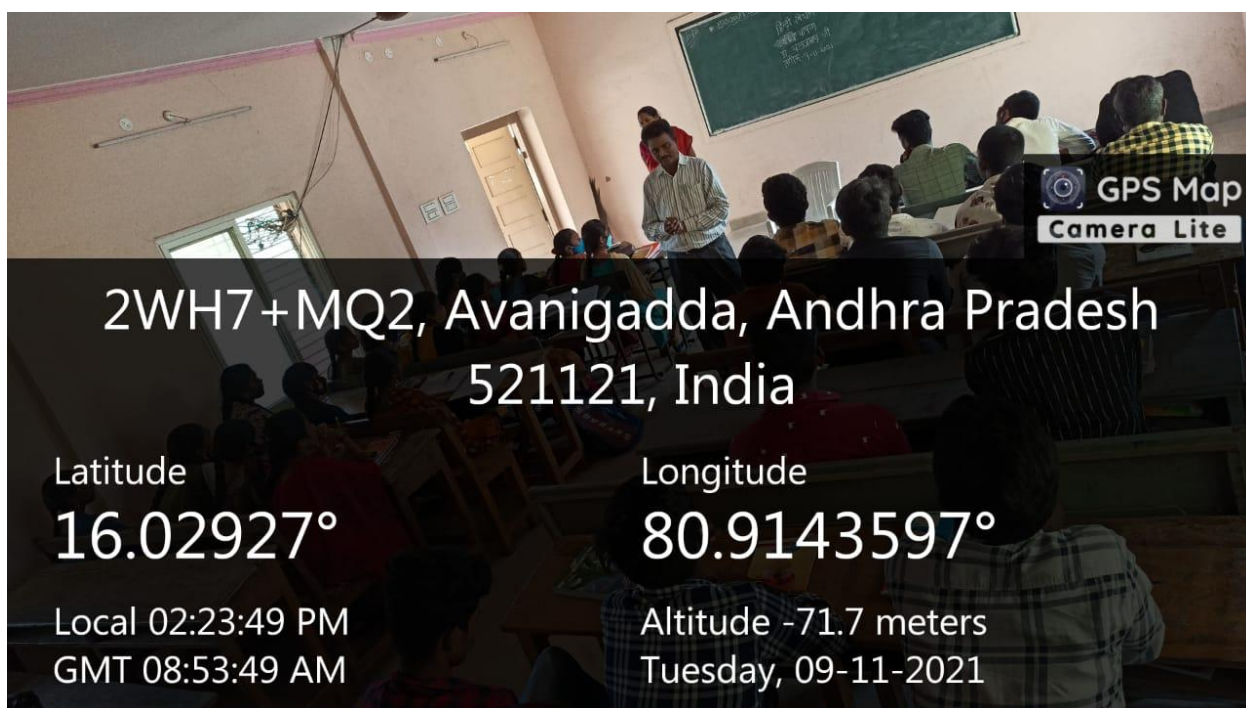 GPS Map
Camera Lite
2WH7+MQ2, Avanigadda, Andhra Pradesh
521121, India
Latitude
16.02927°
Longitude
80.9143597°
Local 02:23:49 PM
GMT 08:53:49 AM
Altitude -71.7 meters
Tuesday, 09-11-2021